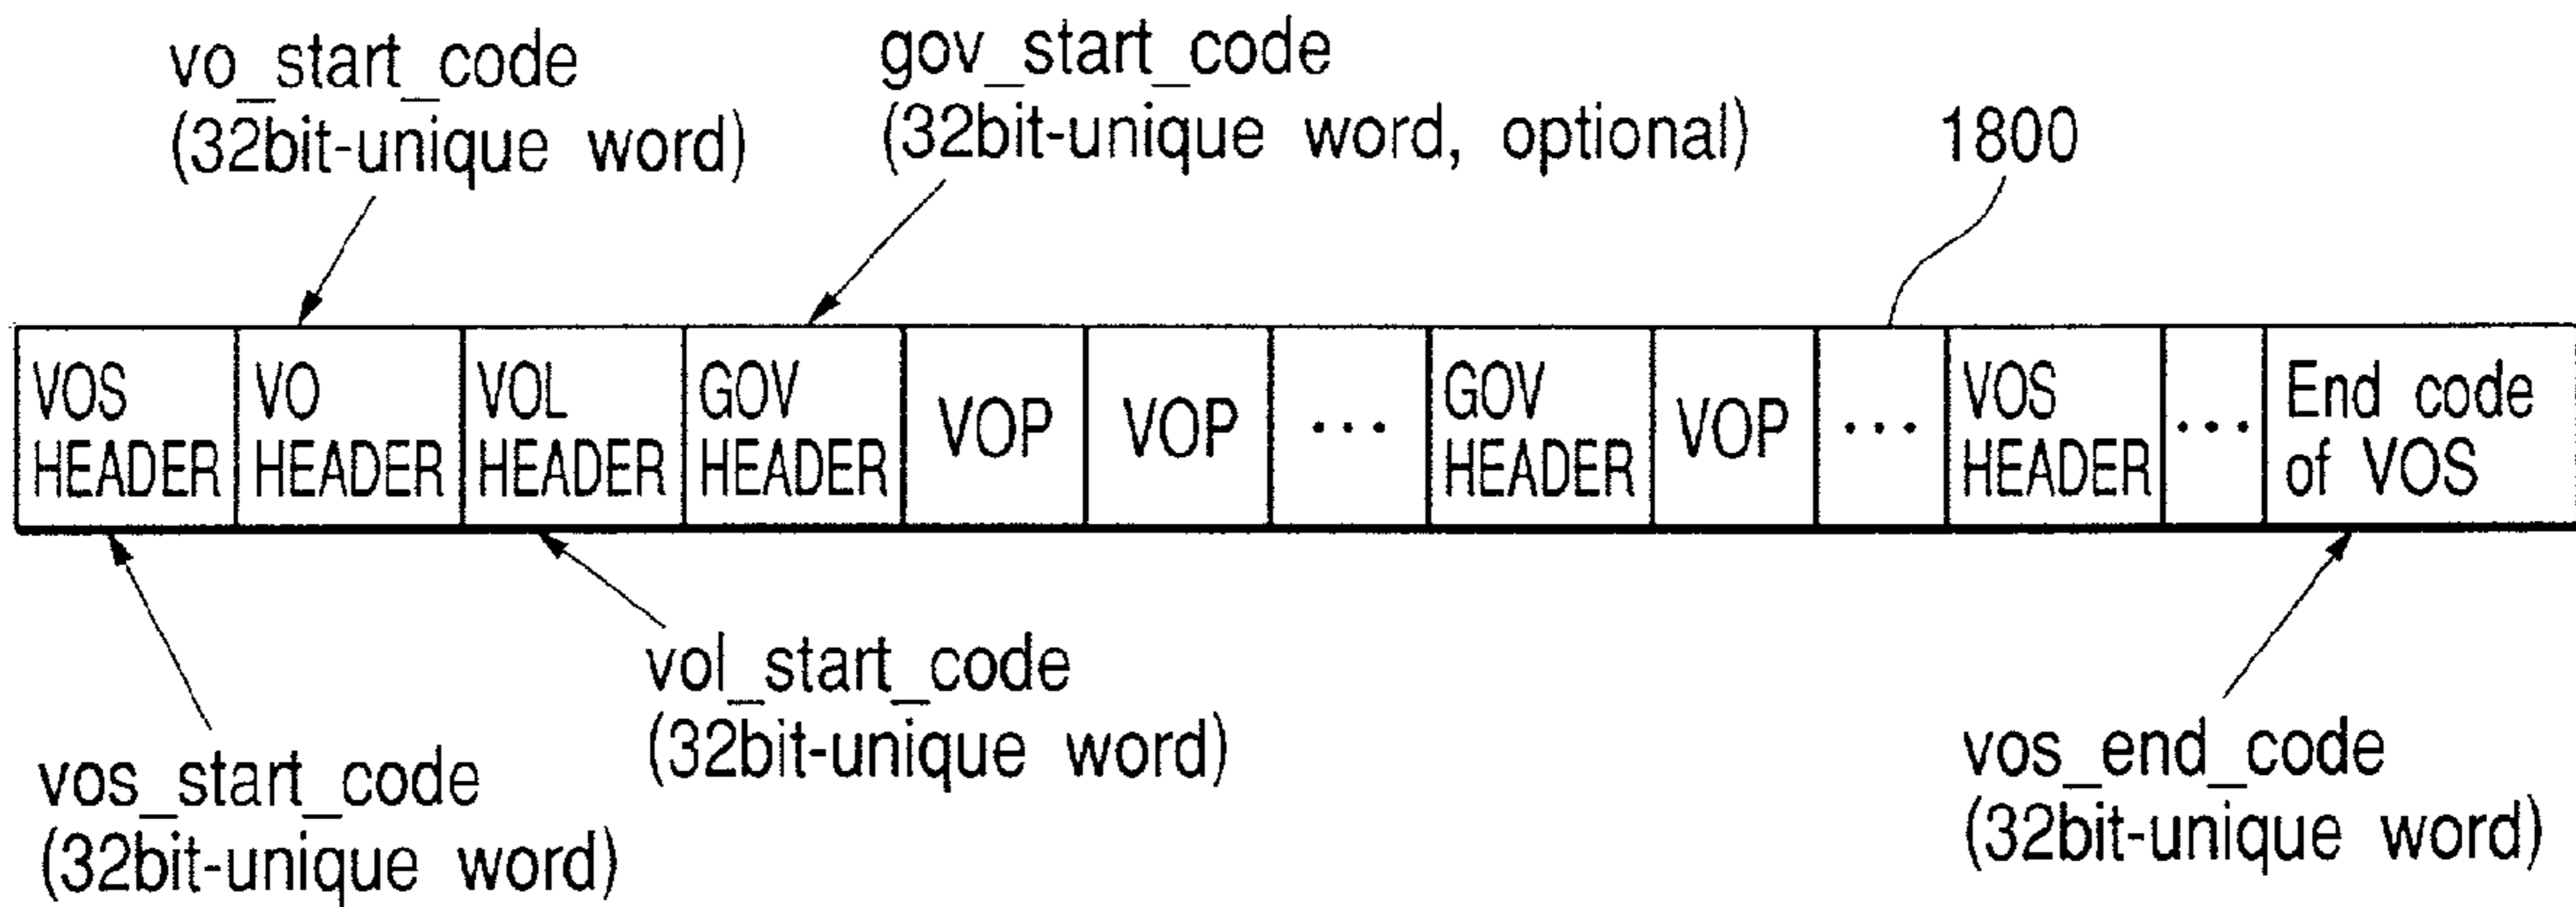 vo_start_code
(32bit-unique word)
gov_start_code
(32bit-unique word, optional)
1800
VOS
HEADER
VO
HEADER
VOL
HEADER
GOV
HEADER
VOP
VOP
...
GOV
HEADER
VOP
...
VOS
HEADER
...
End code
of VOS
vos_start_code
(32bit-unique word)
vol_start_code
(32bit-unique word)
vos_end_code
(32bit-unique word)